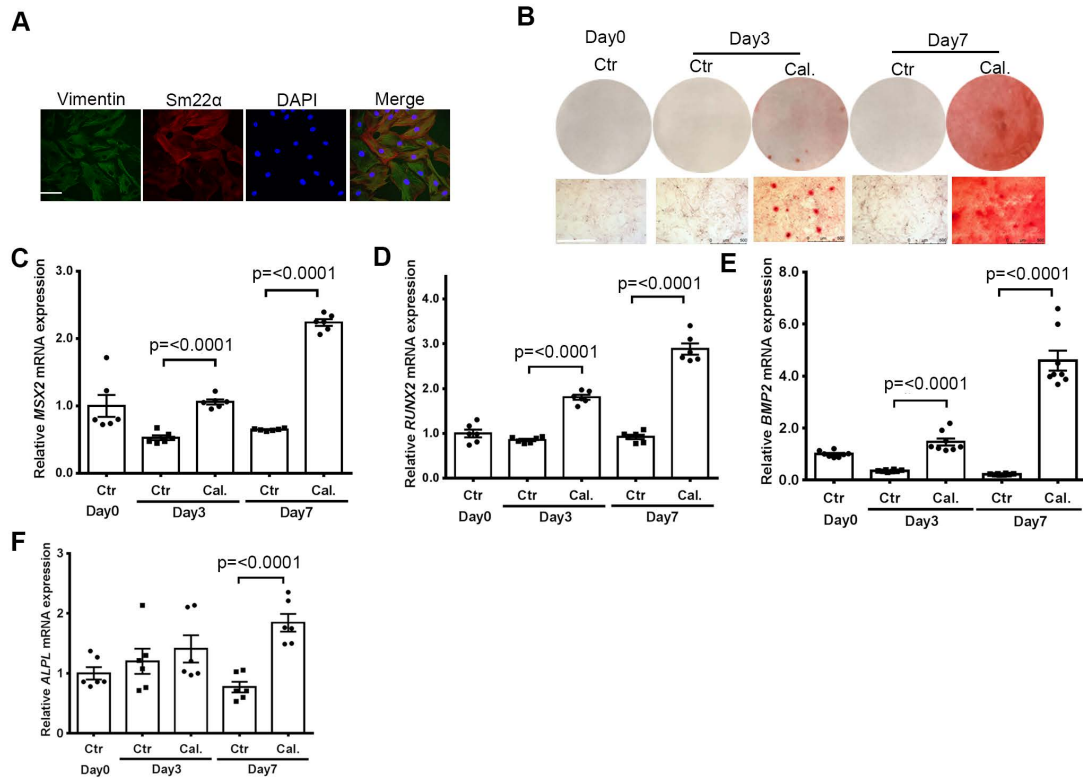 A
Vimentin Sm22α DAPI Merge
B
Day0 Day3 Day7
Ctr Ctr Cal. Ctr Cal.
C
Relative MSX2 mRNA expression
3.0
2.0
1.0
0.0
p=<0.0001
p=<0.0001
Ctr Ctr Cal. Ctr Cal.
Day0 Day3 Day7
D
Relative RUNX2 mRNA expression
4.0
3.0
2.0
1.0
0.0
p=<0.0001
p=<0.0001
Ctr Ctr Cal. Ctr Cal.
Day0 Day3 Day7
E
Relative BMP2 mRNA expression
8.0
6.0
4.0
2.0
0.0
p=<0.0001
p=<0.0001
Ctr Ctr Cal. Ctr Cal.
Day0 Day3 Day7
F
Relative ALPL mRNA expression
3
2
1
0
p=<0.0001
Ctr Ctr Cal. Ctr Cal.
Day0 Day3 Day7